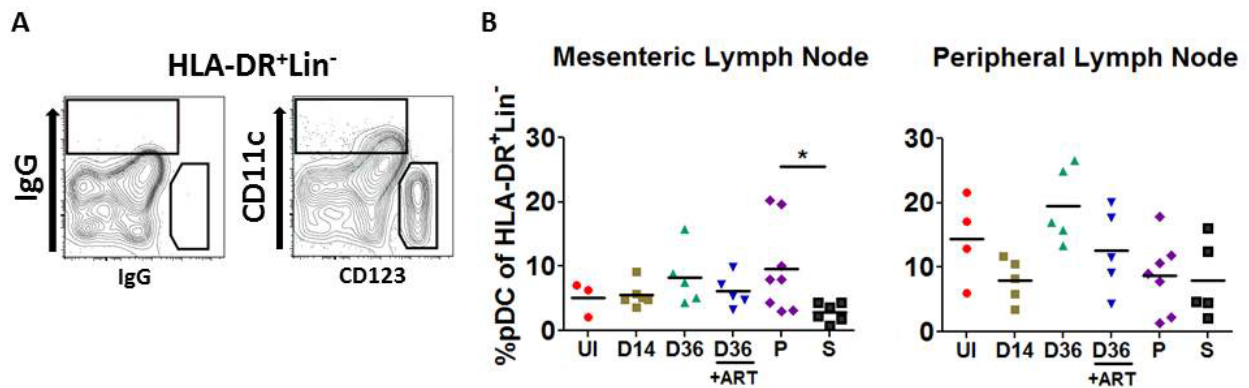 A
HLA-DR+Lin-
IgG
IgG
CD11c
CD123
B
Mesenteric Lymph Node
Peripheral Lymph Node
%pDC of HLA-DR+Lin-
30
20
10
0
*
UI D14 D36 D36 P S
+ART
30
20
10
0
UI D14 D36 D36 P S
+ART